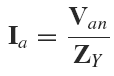 I_a = V_an / Z_Y